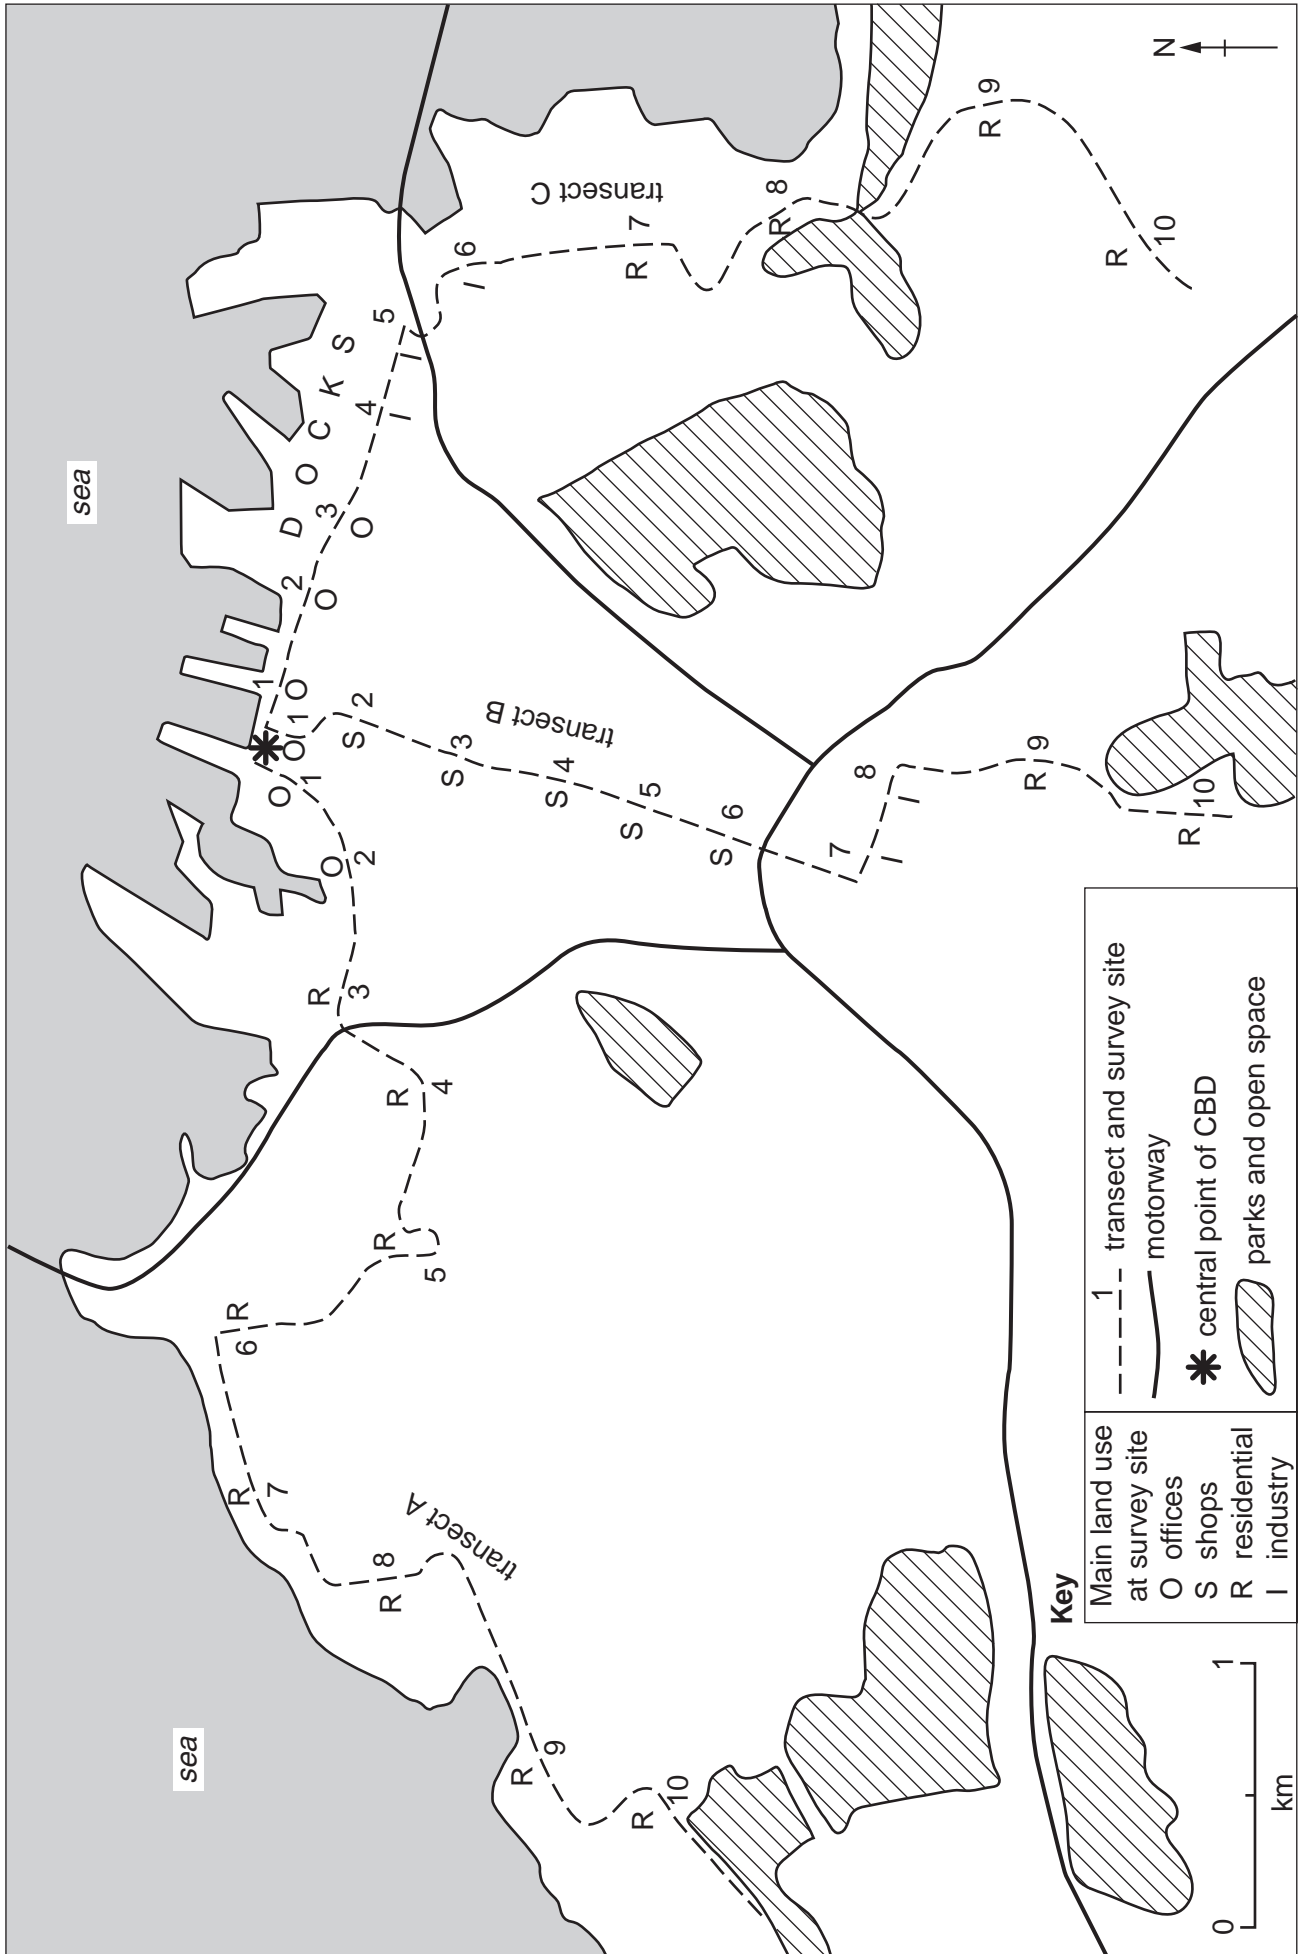 sea
sea
N
DOCKS
transect A
O 1
O 2
R 3
R 4
R 5
R 6
R 7
R 8
R 9
R 10
transect B
O 1
S 2
S 3
S 4
S 5
S 6
I 7
I 8
R 9
R 10
transect C
O 1
O 2
O 3
I 4
I 5
I 6
R 7
R 8
R 9
R 10
0 1
km
Key
Main land use
at survey site
O offices
S shops
R residential
I industry
1 transect and survey site
motorway
central point of CBD
parks and open space